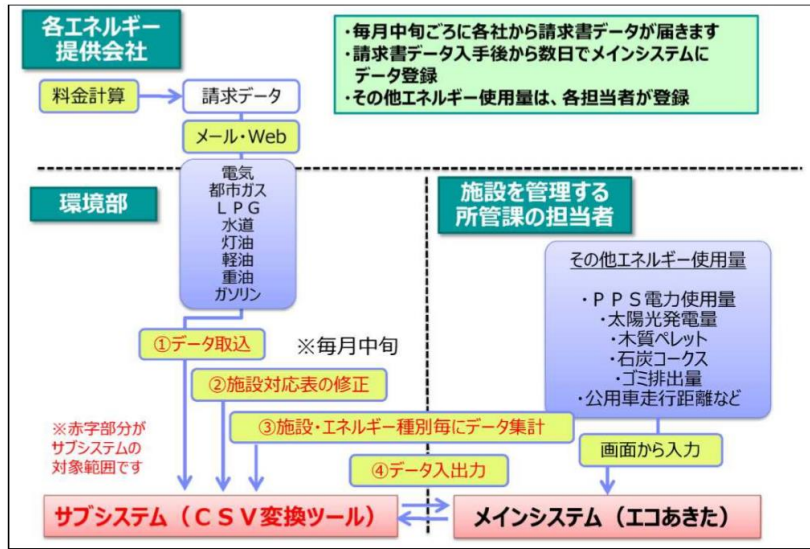 各エネルギー
提供会社
・毎月中旬ごろに各社から請求書データが届きます
・請求書データ入手後から数日でメインシステムに
データ登録
・その他エネルギー使用量は、各担当者が登録
料金計算
請求データ
メール・Web
環境部
電気
都市ガス
ＬＰＧ
水道
灯油
軽油
重油
ガソリン
施設を管理する
所管課の担当者
その他エネルギー使用量
・ＰＰＳ電力使用量
・太陽光発電量
・木質ペレット
・石炭コークス
・ゴミ排出量
・公用車走行距離など
①データ取込
※毎月中旬
②施設対応表の修正
③施設・エネルギー種別毎にデータ集計
※赤字部分が
サブシステムの
対象範囲です
④データ入出力
画面から入力
サブシステム（ＣＳＶ変換ツール）
メインシステム（エコあきた）